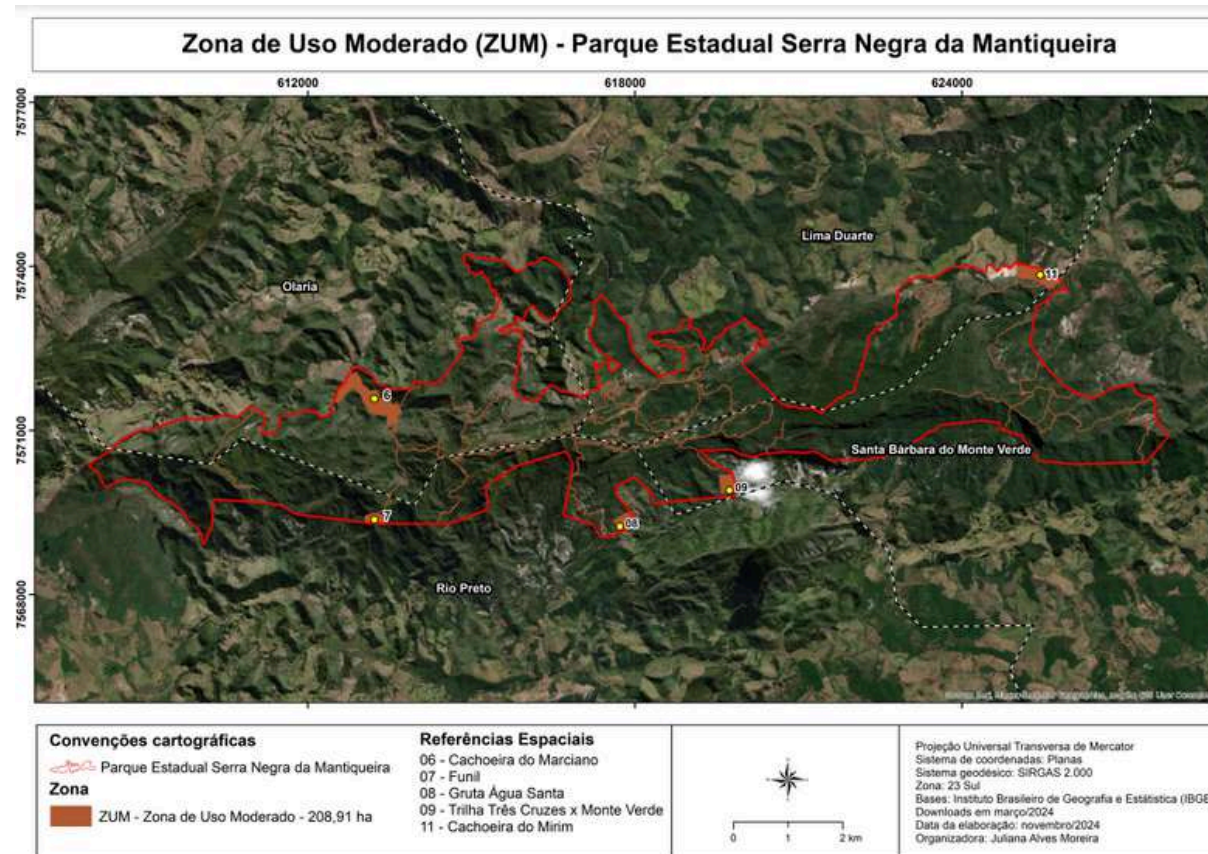 Zona de Uso Moderado (ZUM) - Parque Estadual Serra Negra da Mantiqueira
612000 618000 624000
7577000
7574000
7571000
7568000
Lima Duarte
Olaria
11
6
Santa Bárbara do Monte Verde
09
7
08
Rio Preto
Convenções cartográficas
Parque Estadual Serra Negra da Mantiqueira
Zona
ZUM - Zona de Uso Moderado - 208,91 ha
Referências Espaciais
06 - Cachoeira do Marciano
07 - Funil
08 - Gruta Água Santa
09 - Trilha Três Cruzes x Monte Verde
11 - Cachoeira do Mirim
0 1 2 km
Projeção Universal Transversa de Mercator
Sistema de coordenadas: Planas
Sistema geodésico: SIRGAS 2.000
Zona: 23 Sul
Bases: Instituto Brasileiro de Geografia e Estátistica (IBGE
Downloads em março/2024
Data da elaboração: novembro/2024
Organizadora: Juliana Alves Moreira